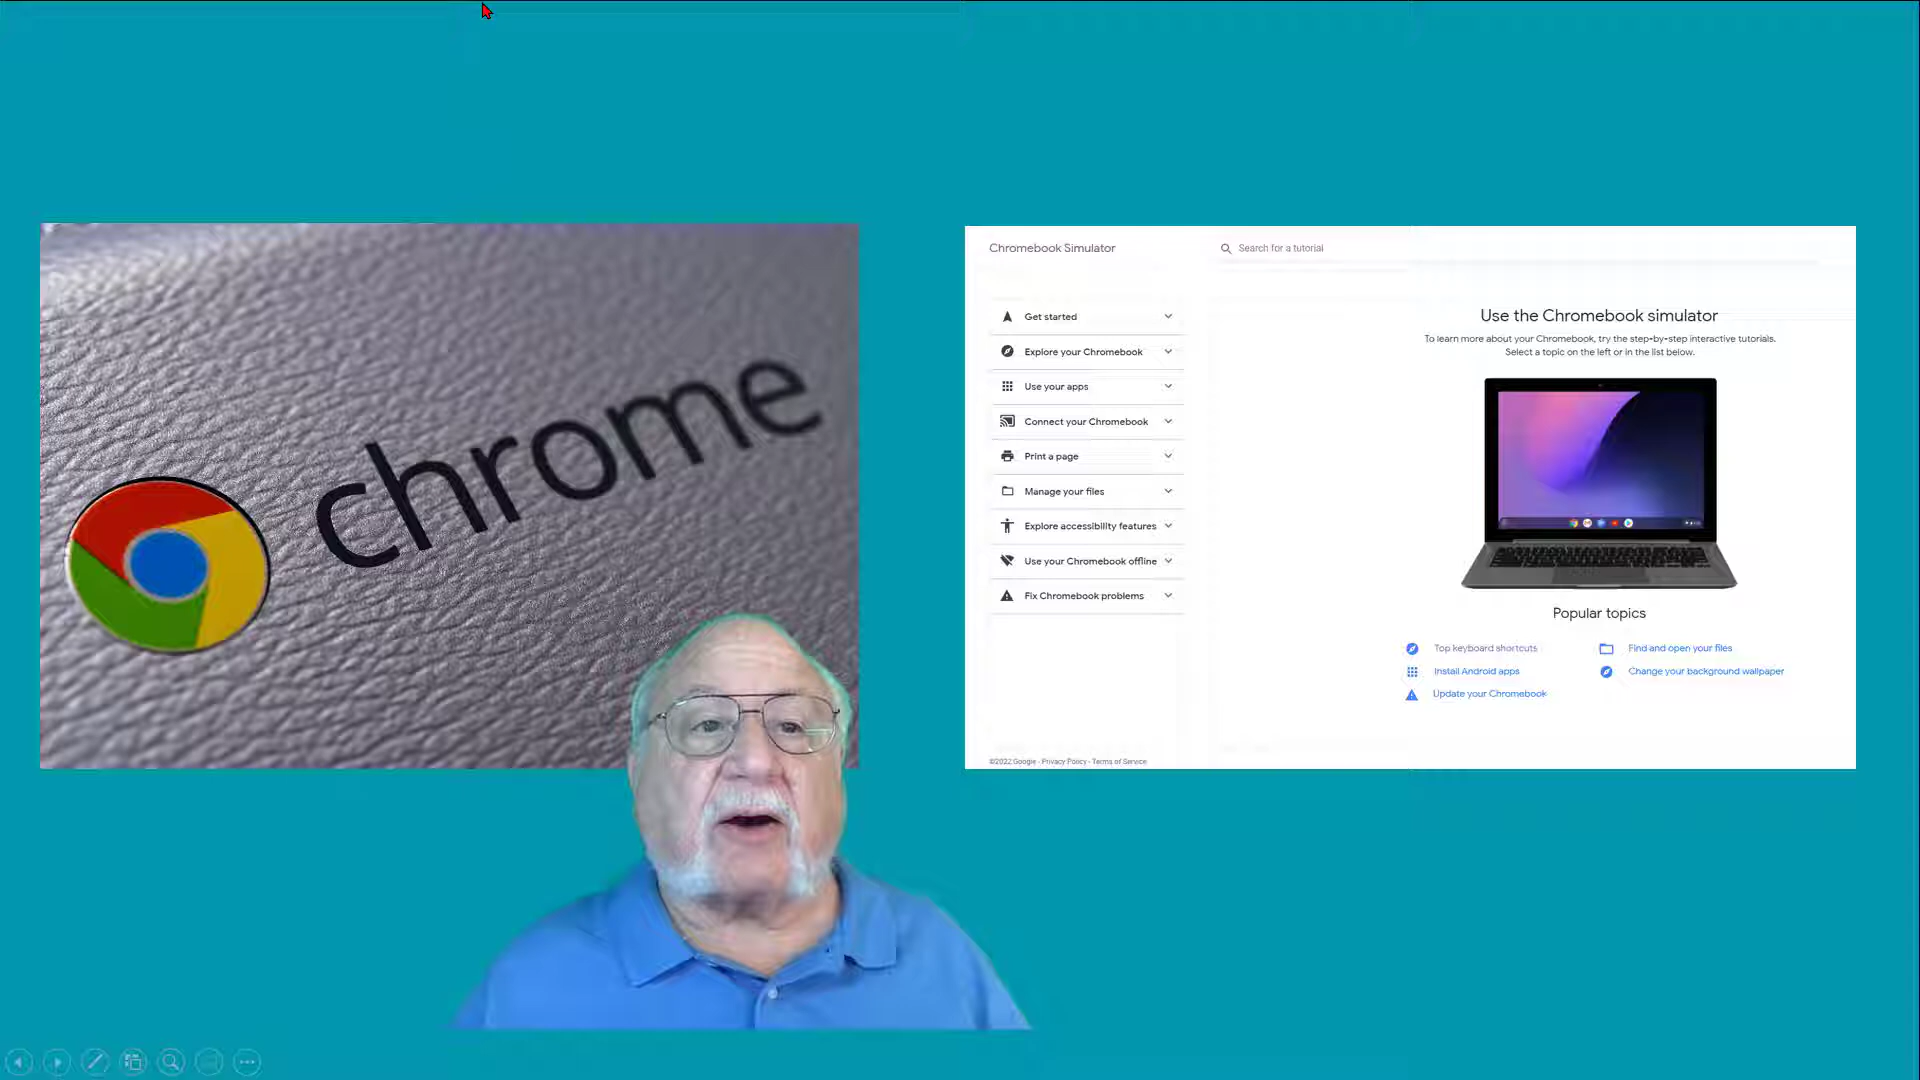 chrome
Chromebook Simulator
Search for a tutorial
Get started
Explore your Chromebook
Use your apps
Connect your Chromebook
Print a page
Manage your files
Explore accessibility features
Use your Chromebook offline
Fix Chromebook problems
©2022 Google - Privacy Policy - Terms of Service
Use the Chromebook simulator
To learn more about your Chromebook, try the step-by-step interactive tutorials.
Select a topic on the left or in the list below.
Popular topics
Top keyboard shortcuts
Find and open your files
Install Android apps
Change your background wallpaper
Update your Chromebook